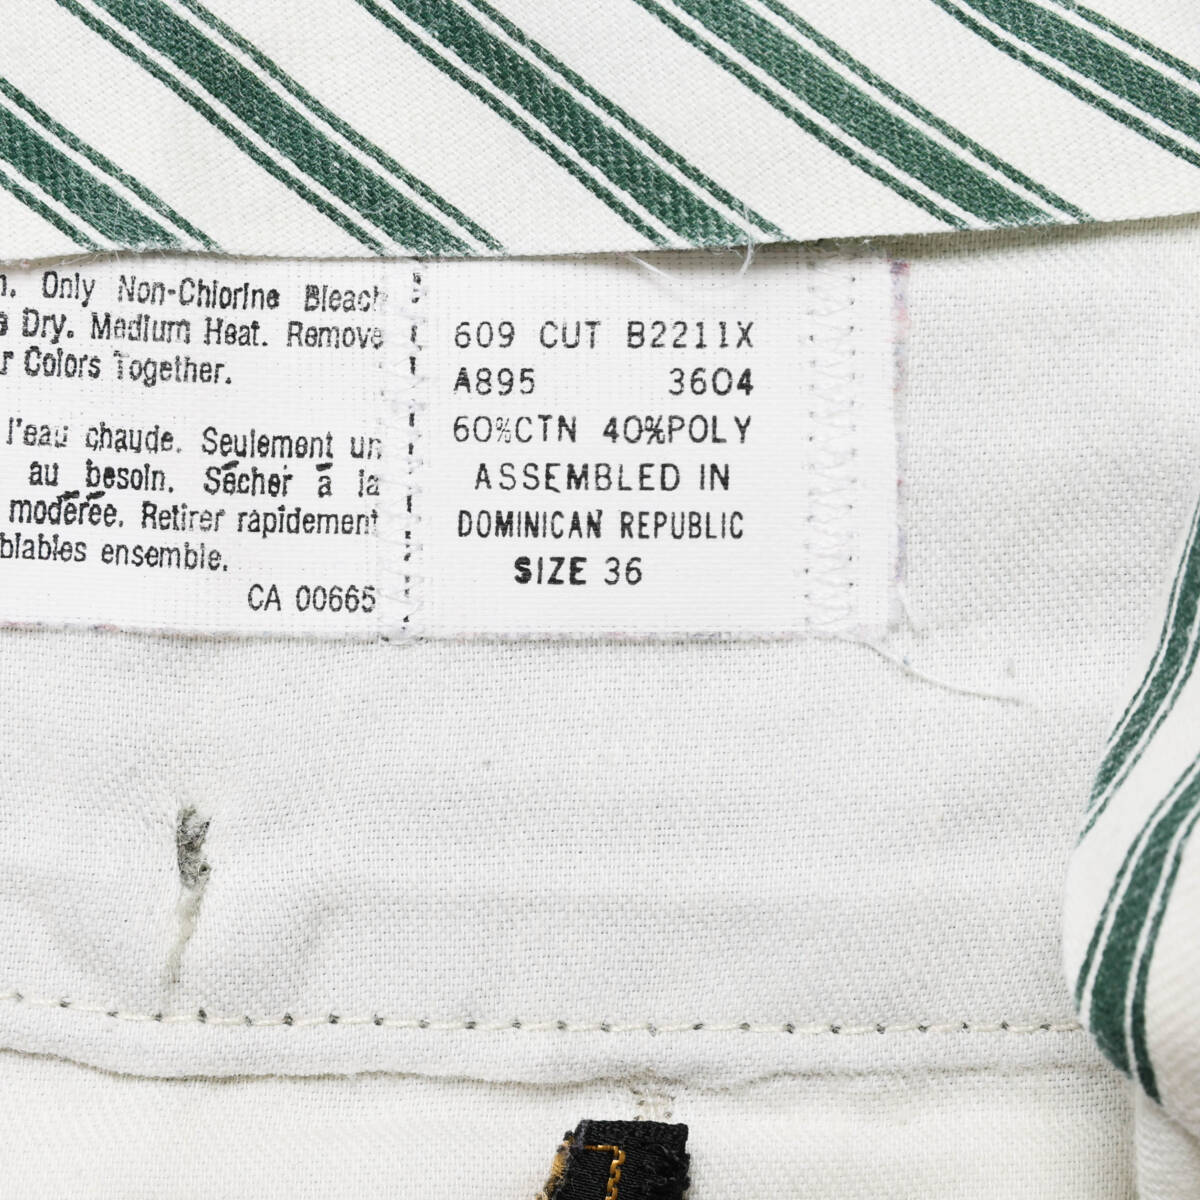 . Only Non-Chlorine Bleach
Dry. Medium Heat. Remove
r Colors Together.
l'eau chaude. Seulement un
au besoin. Sécher à la
modérée. Retirer rapidement
blables ensemble.
CA 00665
609 CUT B2211X
A895 3604
60%CTN 40%POLY
ASSEMBLED IN
DOMINICAN REPUBLIC
SIZE 36